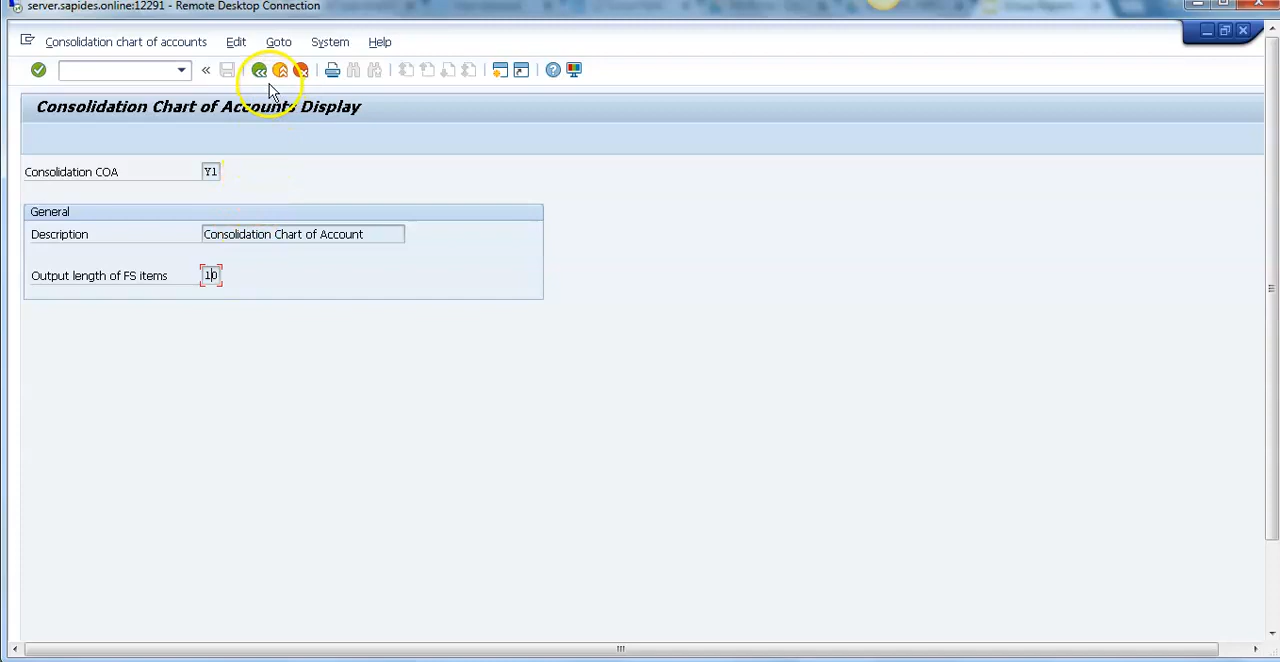 server.sapides.online:12291 - Remote Desktop Connection
Consolidation chart of accounts Edit Goto System Help
Consolidation Chart of Accounts Display
Consolidation COA Y1
General
Description Consolidation Chart of Account
Output length of FS items 10